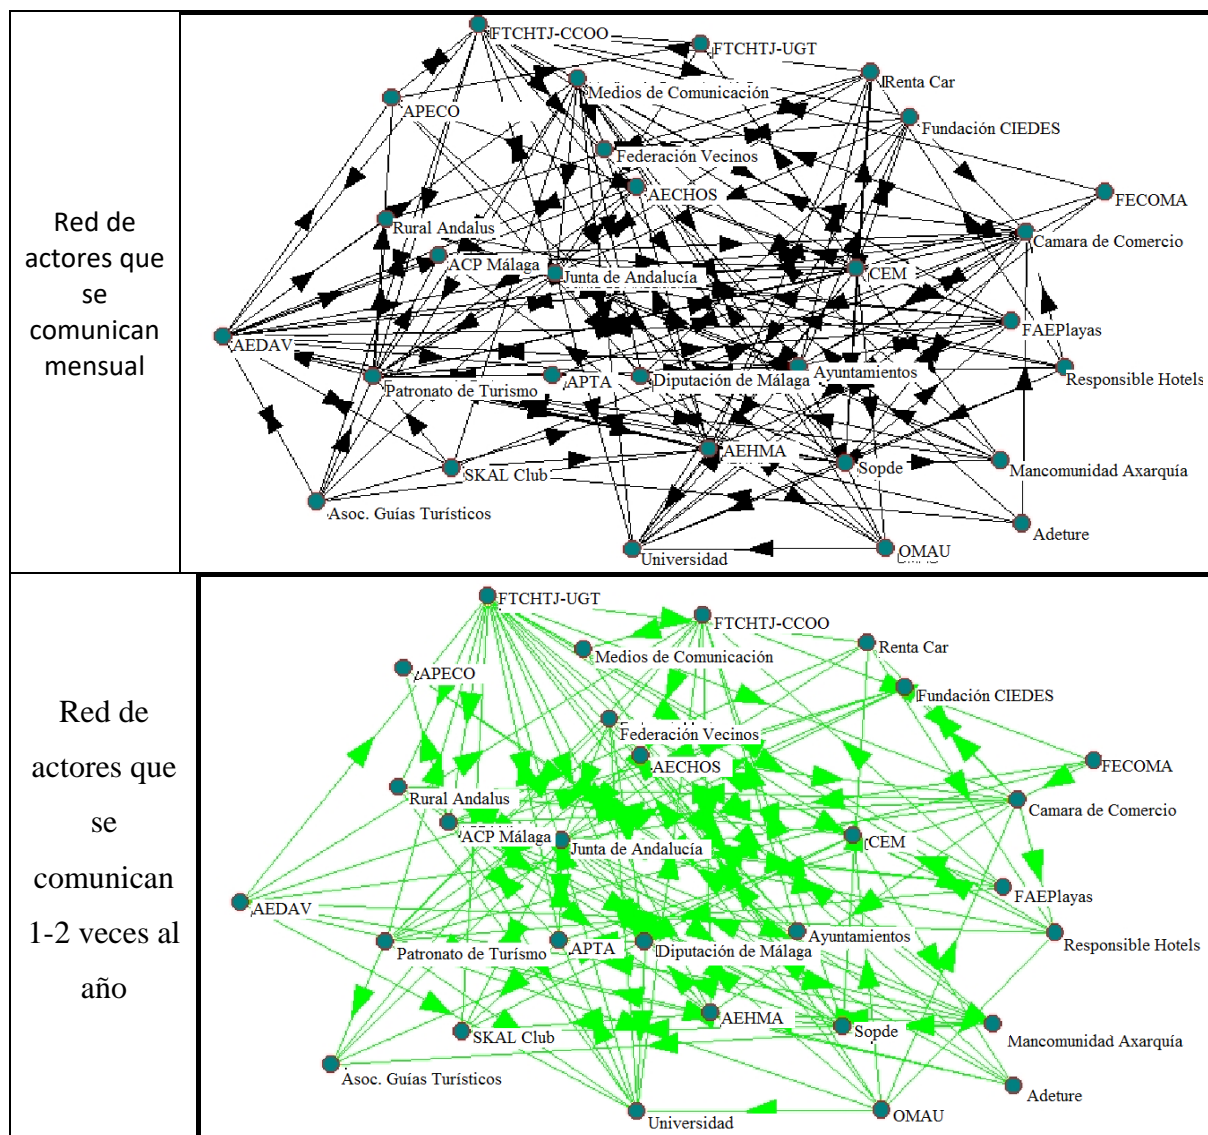 Red de
actores que
se
comunican
mensual
FTCHTJ-CCOO
FTCHTJ-UGT
Renta Car
Medios de Comunicación
APECO
Fundación CIEDES
Federación Vecinos
AECHOS
FECOMA
Rural Andalus
Camara de Comercio
ACP Málaga
Junta de Andalucía
CEM
FAEPlayas
AEDAV
Patronato de Turismo
APTA
Diputación de Málaga
Ayuntamientos
Responsible Hotels
AEHMA
Sopde
Mancomunidad Axarquía
SKAL Club
Asoc. Guías Turísticos
Adeture
Universidad
OMAU
Red de
actores que
se
comunican
1-2 veces al
año
FTCHTJ-UGT
FTCHTJ-CCOO
Renta Car
Medios de Comunicación
APECO
Fundación CIEDES
Federación Vecinos
AECHOS
FECOMA
Rural Andalus
Camara de Comercio
ACP Málaga
Junta de Andalucía
CEM
FAEPlayas
AEDAV
Patronato de Turismo
APTA
Diputación de Málaga
Ayuntamientos
Responsible Hotels
AEHMA
Sopde
Mancomunidad Axarquía
SKAL Club
Asoc. Guías Turísticos
Adeture
Universidad
OMAU